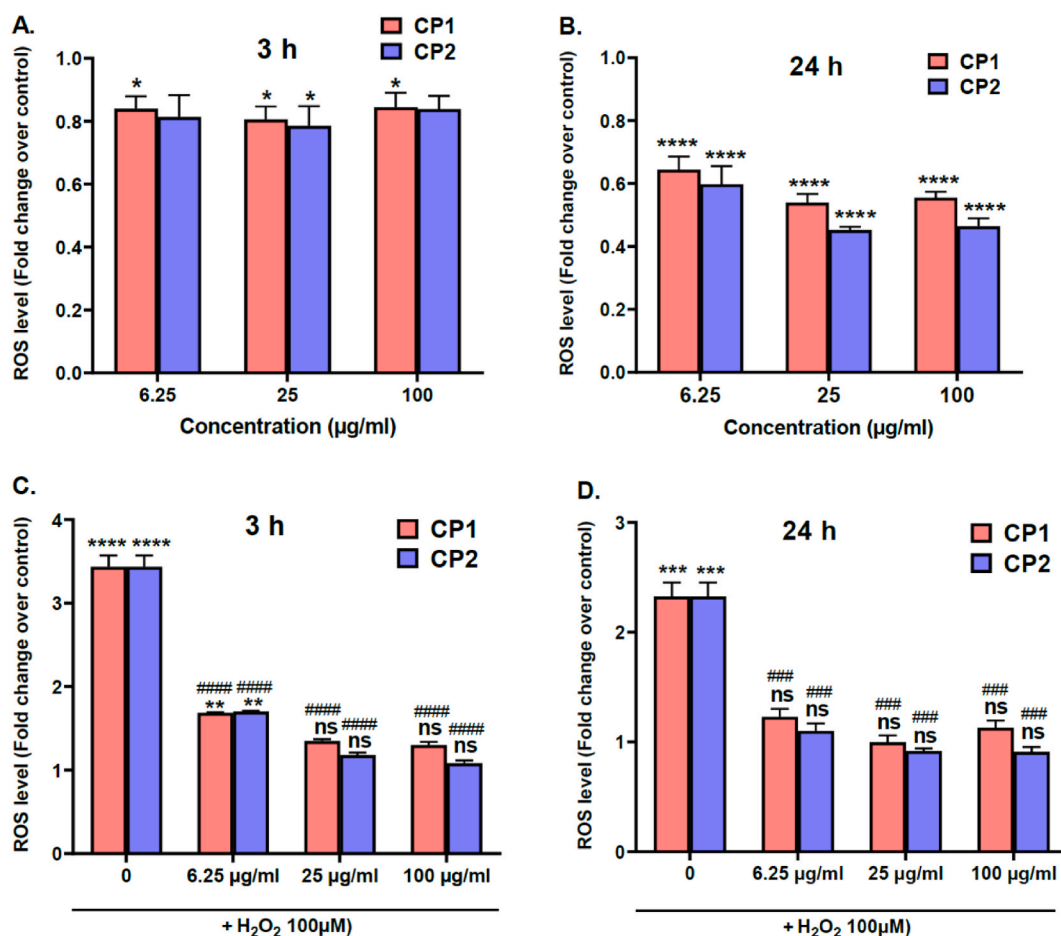 A.
3 h
CP1
CP2
ROS level (Fold change over control)
1.0
0.8
0.6
0.4
0.2
0.0
*
* *
*
6.25
25
100
Concentration (µg/ml)
B.
24 h
CP1
CP2
ROS level (Fold change over control)
1.0
0.8
0.6
0.4
0.2
0.0
**** ****
**** ****
**** ****
6.25
25
100
Concentration (µg/ml)
C.
3 h
CP1
CP2
ROS level (Fold change over control)
4
3
2
1
0
**** ****
#### ####
** **
#### ####
ns ns
#### ####
ns ns
0
6.25 µg/ml
25 µg/ml
100 µg/ml
+ H₂O₂ 100µM)
D.
24 h
CP1
CP2
ROS level (Fold change over control)
3
2
1
0
*** ***
### ###
ns ns
### ###
ns ns
### ###
ns ns
0
6.25 µg/ml
25 µg/ml
100 µg/ml
+ H₂O₂ 100µM)